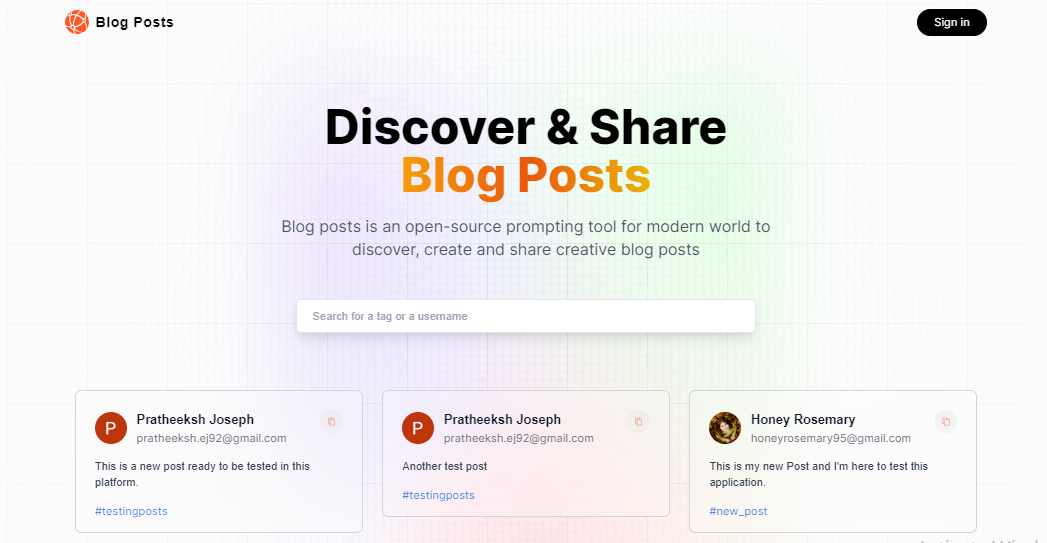 Blog Posts
Sign in
Discover & Share
Blog Posts
Blog posts is an open-source prompting tool for modern world to
discover, create and share creative blog posts
Search for a tag or a username
P
Pratheeksh Joseph
pratheeksh.ej92@gmail.com
This is a new post ready to be tested in this
platform.
#testingposts
P
Pratheeksh Joseph
pratheeksh.ej92@gmail.com
Another test post
#testingposts
Honey Rosemary
honeyrosemary95@gmail.com
This is my new Post and I'm here to test this
application.
#new_post